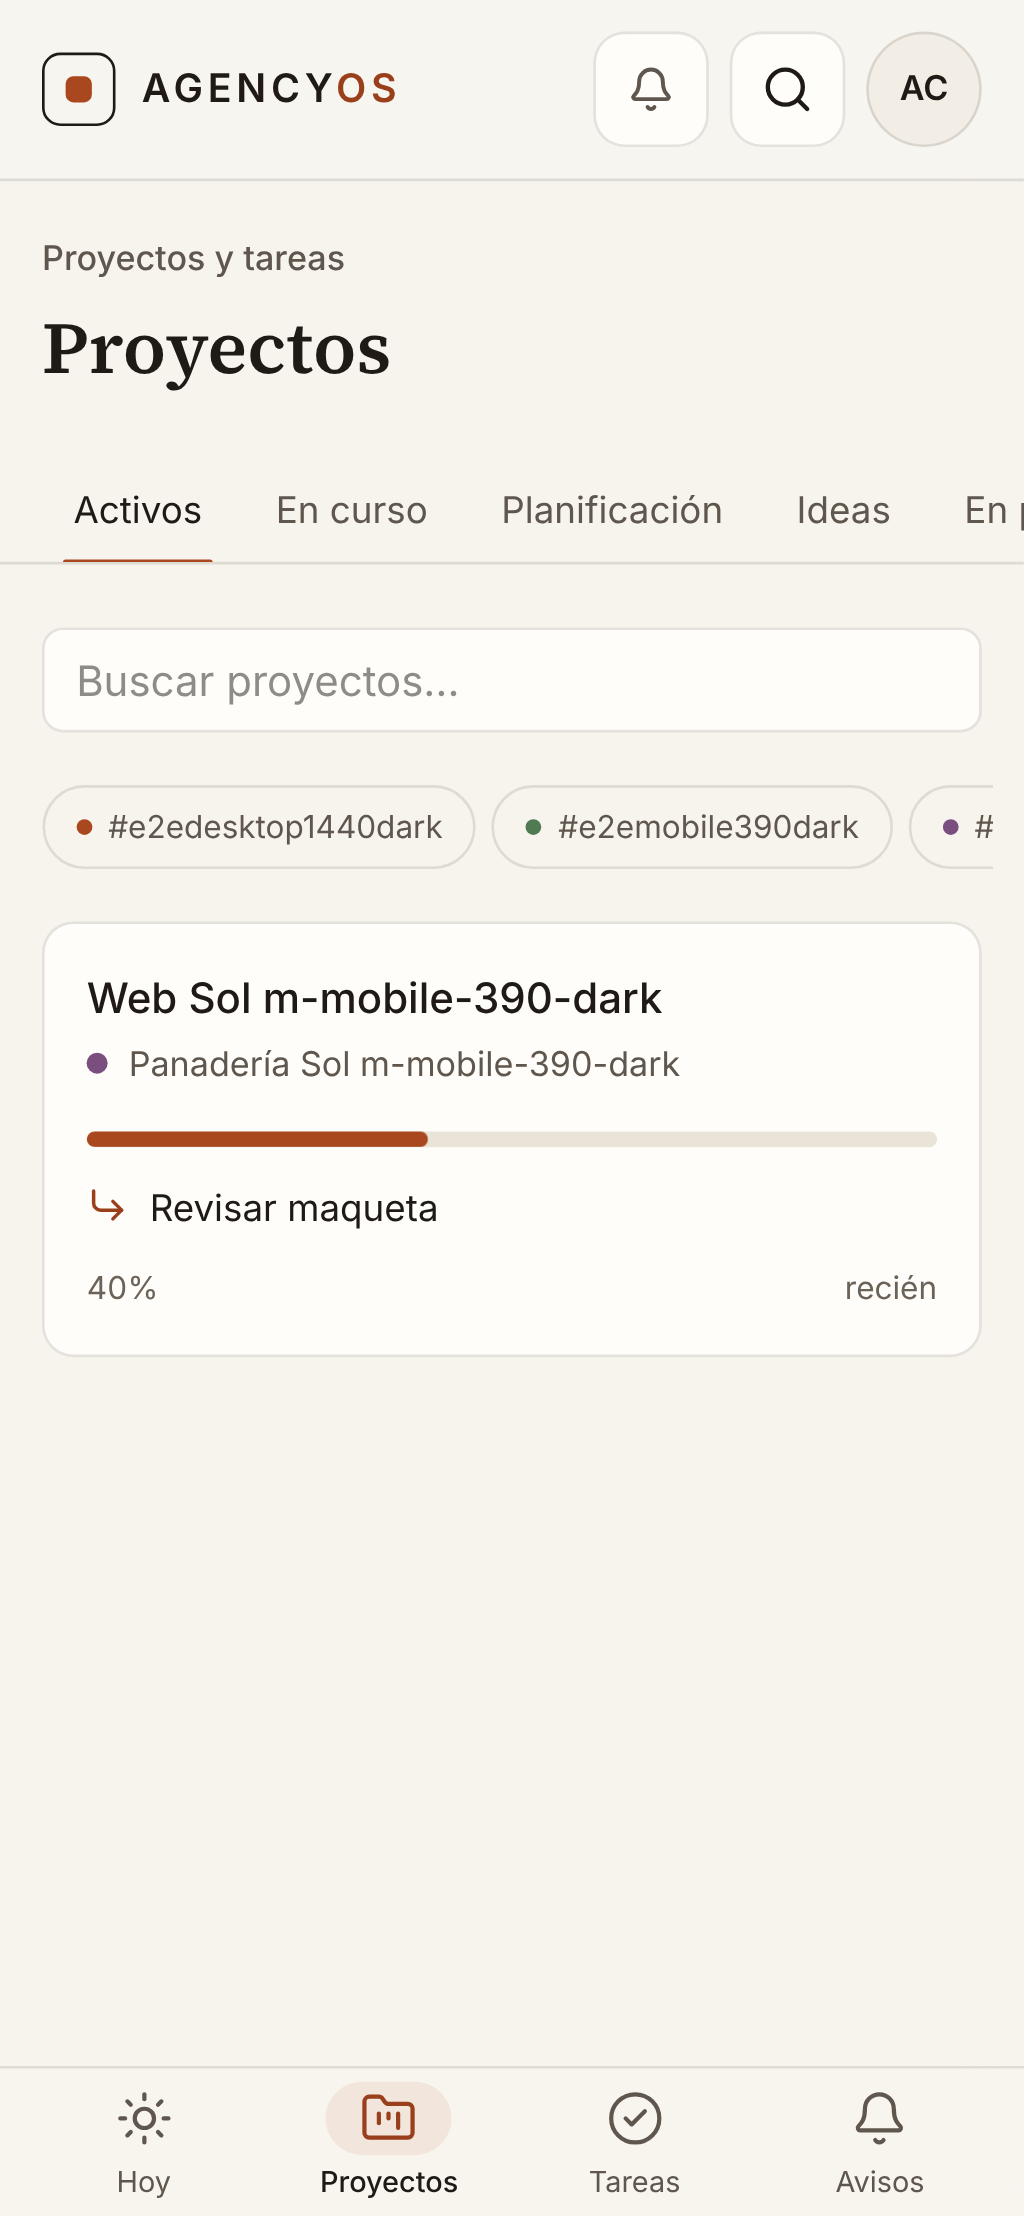 AGENCYOS
AC
Proyectos y tareas
Proyectos
Activos En curso Planificación Ideas En
Buscar proyectos...
#e2edesktop1440dark #e2emobile390dark #
Web Sol m-mobile-390-dark
Panadería Sol m-mobile-390-dark
Revisar maqueta
40% recién
Hoy Proyectos Tareas Avisos